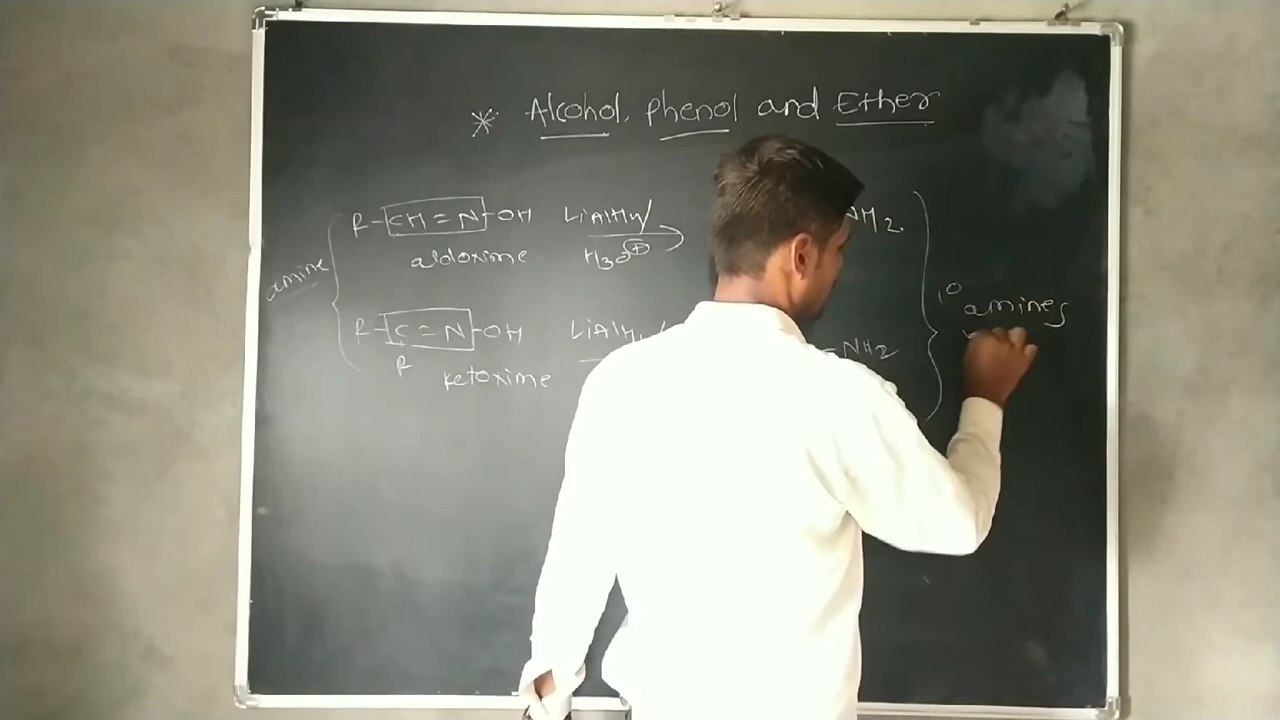 * Alcohol, phenol and Ether
R-CH=N-OH LiAlH4/ NH2.
H3O⊕
aldoxime
amine
1° amines
R-C=N-OH LiAlH4/ -NH2
R
ketoxime